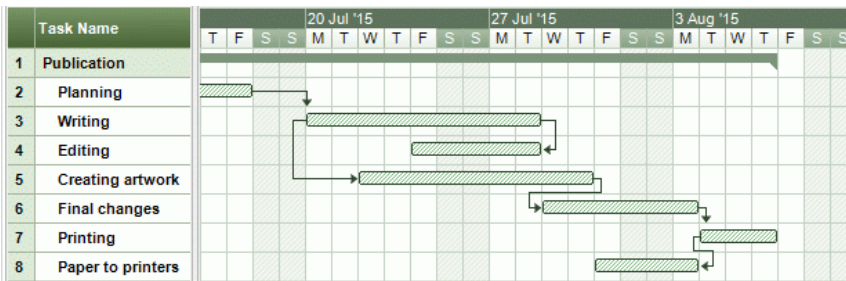 Task Name
20 Jul '15 27 Jul '15 3 Aug '15
T F S S M T W T F S S M T W T F S S M T W T F S S
1 Publication
2 Planning
3 Writing
4 Editing
5 Creating artwork
6 Final changes
7 Printing
8 Paper to printers